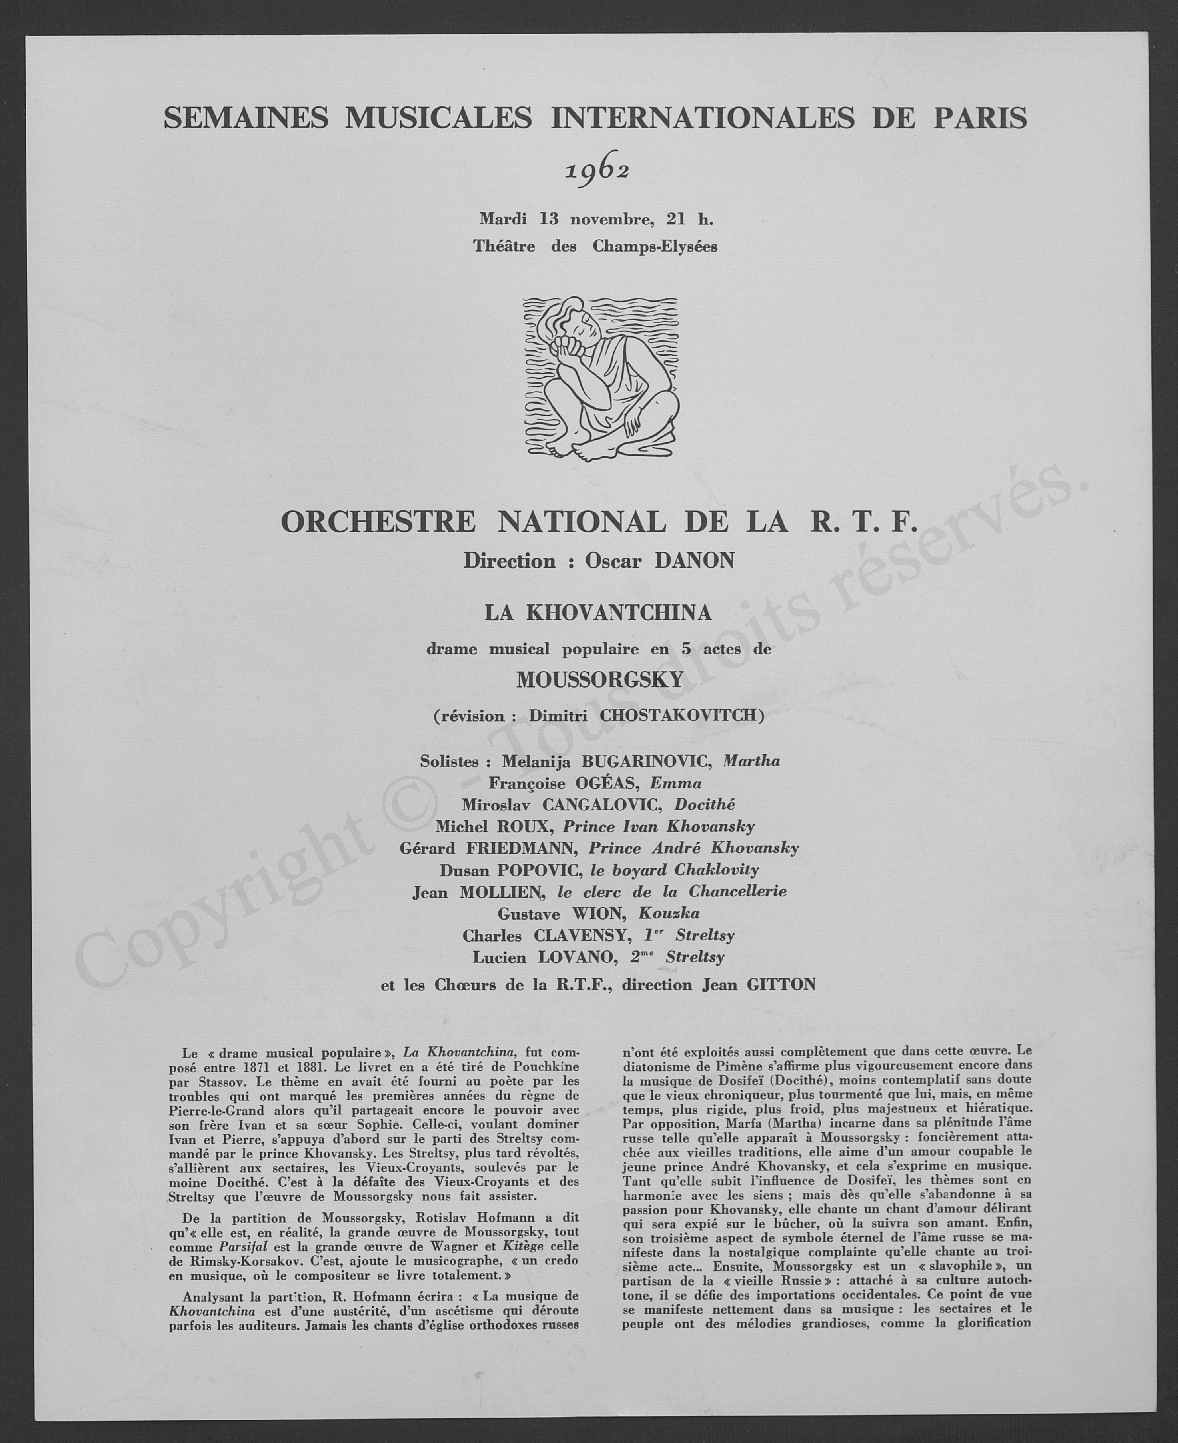 SEMAINES MUSICALES INTERNATIONALES DE PARIS
1962
Mardi 13 novembre, 21 h.
Théâtre des Champs-Elysées
ORCHESTRE NATIONAL DE LA R. T. F.
Direction : Oscar DANON
LA KHOVANTCHINA
drame musical populaire en 5 actes de
MOUSSORGSKY
(révision : Dimitri CHOSTAKOVITCH)
Solistes : Melanija BUGARINOVIC, Martha
Françoise OGÉAS, Emma
Miroslav CANGALOVIC, Docithé
Michel ROUX, Prince Ivan Khovansky
Gérard FRIEDMANN, Prince André Khovansky
Dusan POPOVIC, le boyard Chaklovity
Jean MOLLIEN, le clerc de la Chancellerie
Gustave WION, Kouzka
Charles CLAVENSY, 1er Streltsy
Lucien LOVANO, 2me Streltsy
et les Chœurs de la R.T.F., direction Jean GITTON
Le « drame musical populaire », La Khovantchina, fut com-
posé entre 1871 et 1881. Le livret en a été tiré de Pouchkine
par Stassov. Le thème en avait été fourni au poète par les
troubles qui ont marqué les premières années du règne de
Pierre-le-Grand alors qu'il partageait encore le pouvoir avec
son frère Ivan et sa sœur Sophie. Celle-ci, voulant dominer
Ivan et Pierre, s'appuya d'abord sur le parti des Streltsy com-
mandé par le prince Khovansky. Les Streltsy, plus tard révoltés,
s'allièrent aux sectaires, les Vieux-Croyants, soulevés par le
moine Docithé. C'est à la défaite des Vieux-Croyants et des
Streltsy que l'œuvre de Moussorgsky nous fait assister.
De la partition de Moussorgsky, Rotislav Hofmann a dit
qu'« elle est, en réalité, la grande œuvre de Moussorgsky, tout
comme Parsifal est la grande œuvre de Wagner et Kitège celle
de Rimsky-Korsakov. C'est, ajoute le musicographe, « un credo
en musique, où le compositeur se livre totalement. »
Analysant la partition, R. Hofmann écrira : « La musique de
Khovantchina est d'une austérité, d'un ascétisme qui déroute
parfois les auditeurs. Jamais les chants d'église orthodoxes russes
n'ont été exploités aussi complètement que dans cette œuvre. Le
diatonisme de Pimène s'affirme plus vigoureusement encore dans
la musique de Dosifeï (Docithé), moins contemplatif sans doute
que le vieux chroniqueur, plus tourmenté que lui, mais, en même
temps, plus rigide, plus froid, plus majestueux et hiératique.
Par opposition, Marfa (Martha) incarne dans sa plénitude l'âme
russe telle qu'elle apparaît à Moussorgsky : foncièrement atta-
chée aux vieilles traditions, elle aime d'un amour coupable le
jeune prince André Khovansky, et cela s'exprime en musique.
Tant qu'elle subit l'influence de Dosifeï, les thèmes sont en
harmonie avec les siens ; mais dès qu'elle s'abandonne à sa
passion pour Khovansky, elle chante un chant d'amour délirant
qui sera expié sur le bûcher, où la suivra son amant. Enfin,
son troisième aspect de symbole éternel de l'âme russe se ma-
nifeste dans la nostalgique complainte qu'elle chante au troi-
sième acte... Ensuite, Moussorgsky est un « slavophile », un
partisan de la « vieille Russie » : attaché à sa culture autoch-
tone, il se défie des importations occidentales. Ce point de vue
se manifeste nettement dans sa musique : les sectaires et le
peuple ont des mélodies grandioses, comme la glorification
Copyright © - Tous droits réservés.